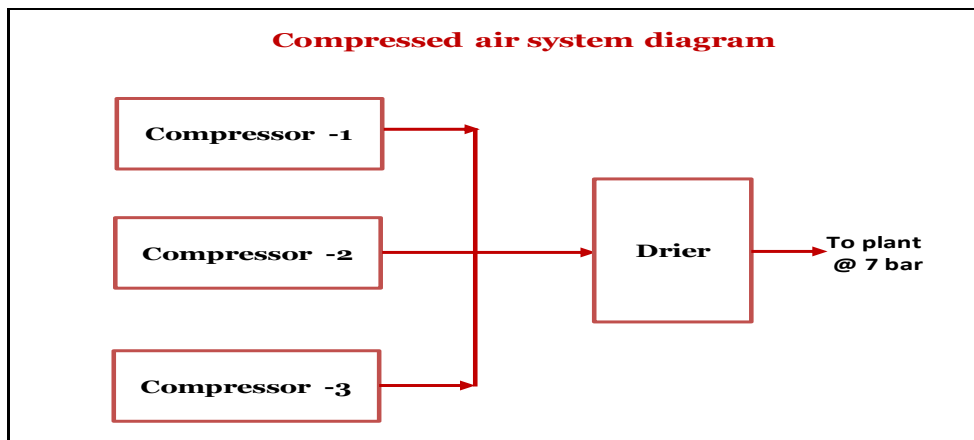 Compressed air system diagram
Compressor -1
Compressor -2
Drier
To plant
@ 7 bar
Compressor -3